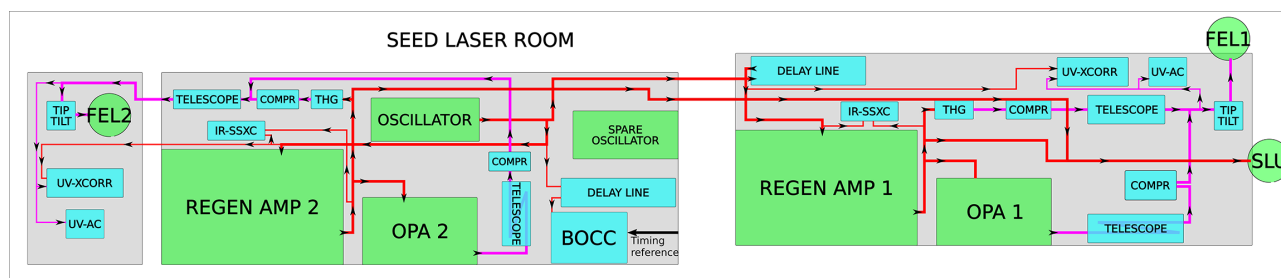 SEED LASER ROOM
TIP
TILT
FEL2
UV-XCORR
UV-AC
TELESCOPE
COMPR
THG
IR-SSXC
OSCILLATOR
SPARE
OSCILLATOR
REGEN AMP 2
OPA 2
COMPR
TELESCOPE
DELAY LINE
BOCC
Timing
reference
DELAY LINE
IR-SSXC
REGEN AMP 1
THG
COMPR
TELESCOPE
UV-XCORR
UV-AC
FEL1
TIP
TILT
SLU
OPA 1
COMPR
TELESCOPE